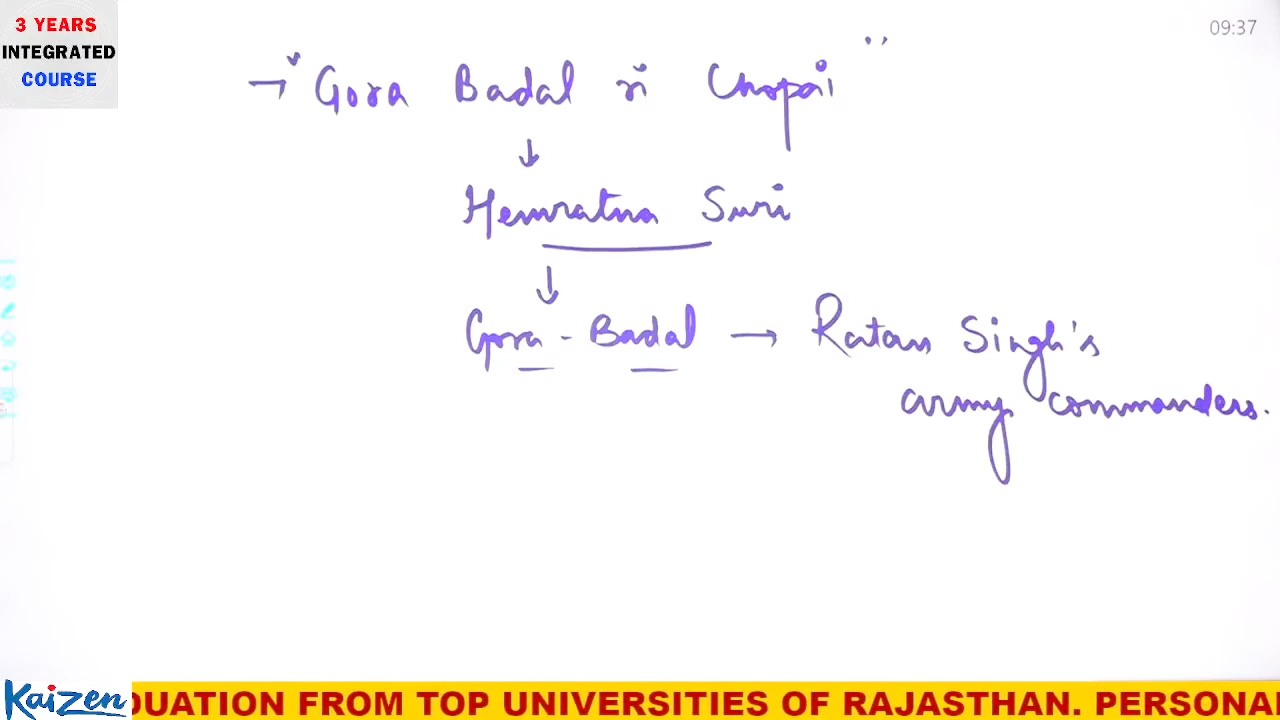 3 YEARS
INTEGRATED
COURSE
09:37
→ "Gora Badal ri Chopai"
↓
Hemratna Suri
↓
Gora - Badal → Ratan Singh's
army commanders.
Kaizen
DUATION FROM TOP UNIVERSITIES OF RAJASTHAN. PERSONA